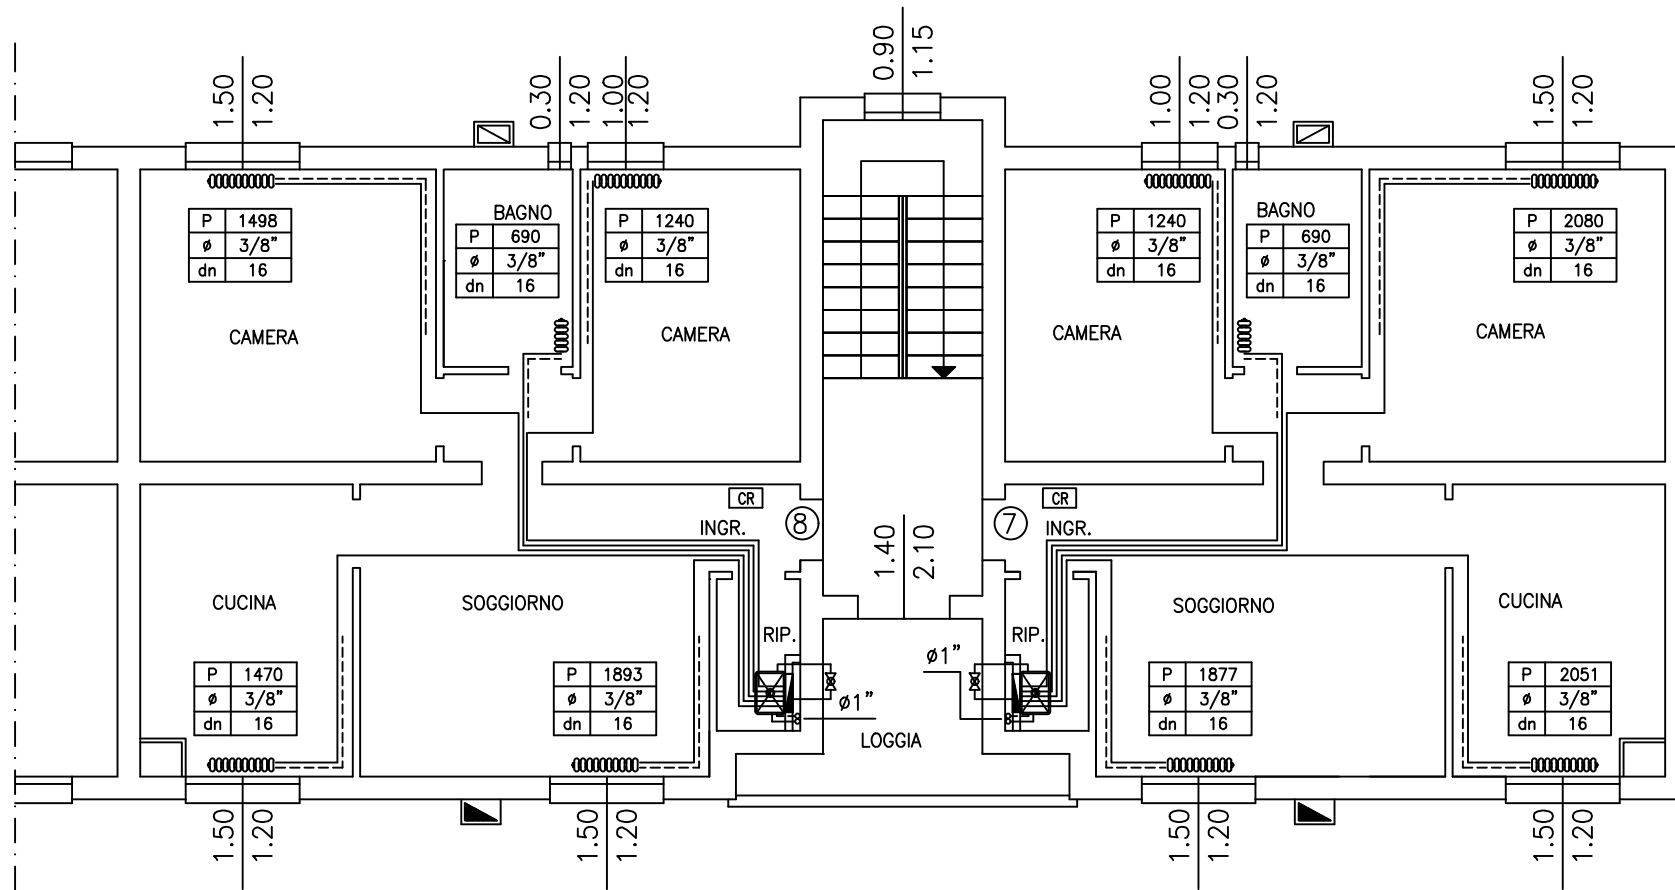 0.90
1.15
1.50
1.20
0.30
1.20
1.00
1.20
1.00
1.20
0.30
1.20
1.50
1.20
P 1498
ø 3/8”
dn 16
BAGNO
P 690
ø 3/8”
dn 16
P 1240
ø 3/8”
dn 16
P 1240
ø 3/8”
dn 16
BAGNO
P 690
ø 3/8”
dn 16
P 2080
ø 3/8”
dn 16
CAMERA
CAMERA
CAMERA
CAMERA
CR
CR
INGR.
8
7
INGR.
1.40
2.10
CUCINA
SOGGIORNO
SOGGIORNO
CUCINA
RIP.
RIP.
ø1”
ø1”
P 1470
ø 3/8”
dn 16
P 1893
ø 3/8”
dn 16
P 1877
ø 3/8”
dn 16
P 2051
ø 3/8”
dn 16
LOGGIA
1.50
1.20
1.50
1.20
1.50
1.20
1.50
1.20